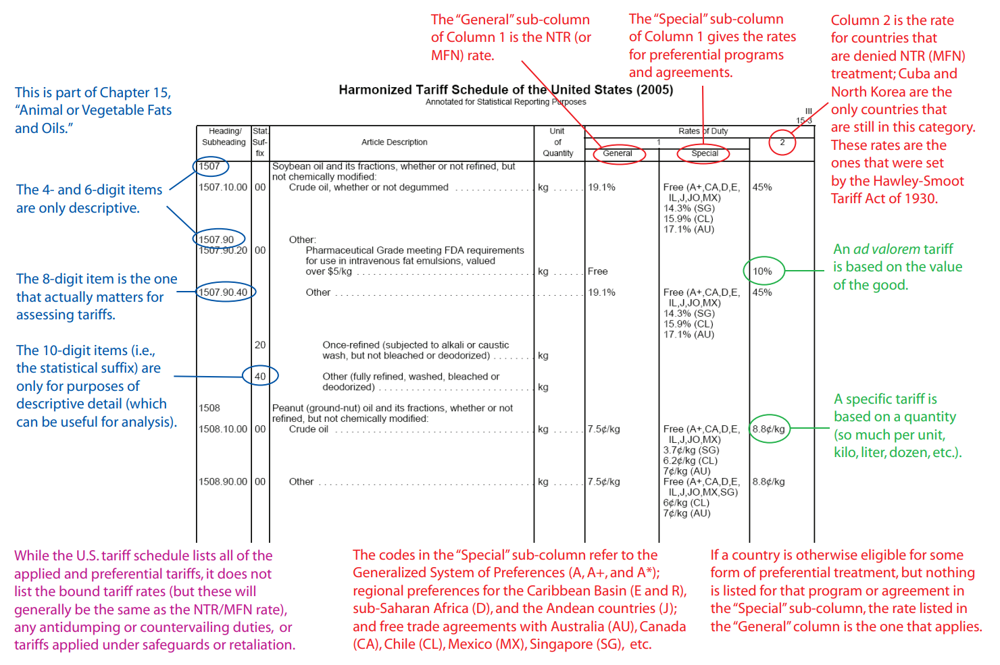 The “General” sub-column
of Column 1 is the NTR (or
MFN) rate.
The “Special” sub-column
of Column 1 gives the rates
for preferential programs
and agreements.
Column 2 is the rate
for countries that
are denied NTR (MFN)
treatment; Cuba and
North Korea are the
only countries that
are still in this category.
These rates are the
ones that were set
by the Hawley-Smoot
Tariff Act of 1930.
This is part of Chapter 15,
“Animal or Vegetable Fats
and Oils.”
Harmonized Tariff Schedule of the United States (2005)
Annotated for Statistical Reporting Purposes
III
15-3
Heading/
Subheading
Stat.
Suf-
fix
Article Description
Unit
of
Quantity
Rates of Duty
1
General
Special
2
The 4- and 6-digit items
are only descriptive.
The 8-digit item is the one
that actually matters for
assessing tariffs.
The 10-digit items (i.e.,
the statistical suffix) are
only for purposes of
descriptive detail (which
can be useful for analysis).
1507 Soybean oil and its fractions, whether or not refined, but
not chemically modified:
1507.10.00 00 Crude oil, whether or not degummed . . . . . . . . . . . . . . kg . . . . . . 19.1% Free (A+,CA,D,E, 45%
IL,J,JO,MX)
14.3% (SG)
15.9% (CL)
17.1% (AU)
1507.90 Other:
1507.90.20 00 Pharmaceutical Grade meeting FDA requirements
for use in intravenous fat emulsions, valued
over $5/kg . . . . . . . . . . . . . . . . . . . . . . . . . . . . . . . kg . . . . . . Free 10%
1507.90.40 Other . . . . . . . . . . . . . . . . . . . . . . . . . . . . . . . . . . . 19.1% Free (A+,CA,D,E, 45%
IL,J,JO,MX)
14.3% (SG)
15.9% (CL)
17.1% (AU)
20 Once-refined (subjected to alkali or caustic
wash, but not bleached or deodorized) . . . . . . . kg
40 Other (fully refined, washed, bleached or
deodorized) . . . . . . . . . . . . . . . . . . . . . . . . . . . kg
1508 Peanut (ground-nut) oil and its fractions, whether or not
refined, but not chemically modified:
1508.10.00 00 Crude oil . . . . . . . . . . . . . . . . . . . . . . . . . . . . . . . . . . . kg . . . . . . 7.5¢/kg Free (A+,CA,D,E, 8.8¢/kg
IL,J,JO,MX)
3.7¢/kg (SG)
6.2¢/kg (CL)
7¢/kg (AU)
1508.90.00 00 Other . . . . . . . . . . . . . . . . . . . . . . . . . . . . . . . . . . . . . . kg . . . . . . 7.5¢/kg Free (A+,CA,D,E, 8.8¢/kg
IL,J,JO,MX,SG)
6¢/kg (CL)
7¢/kg (AU)
An ad valorem tariff
is based on the value
of the good.
A specific tariff is
based on a quantity
(so much per unit,
kilo, liter, dozen, etc.).
While the U.S. tariff schedule lists all of the
applied and preferential tariffs, it does not
list the bound tariff rates (but these will
generally be the same as the NTR/MFN rate),
any antidumping or countervailing duties, or
tariffs applied under safeguards or retaliation.
The codes in the “Special” sub-column refer to the
Generalized System of Preferences (A, A+, and A*);
regional preferences for the Caribbean Basin (E and R),
sub-Saharan Africa (D), and the Andean countries (J);
and free trade agreements with Australia (AU), Canada
(CA), Chile (CL), Mexico (MX), Singapore (SG), etc.
If a country is otherwise eligible for some
form of preferential treatment, but nothing
is listed for that program or agreement in
the “Special” sub-column, the rate listed in
the “General” column is the one that applies.